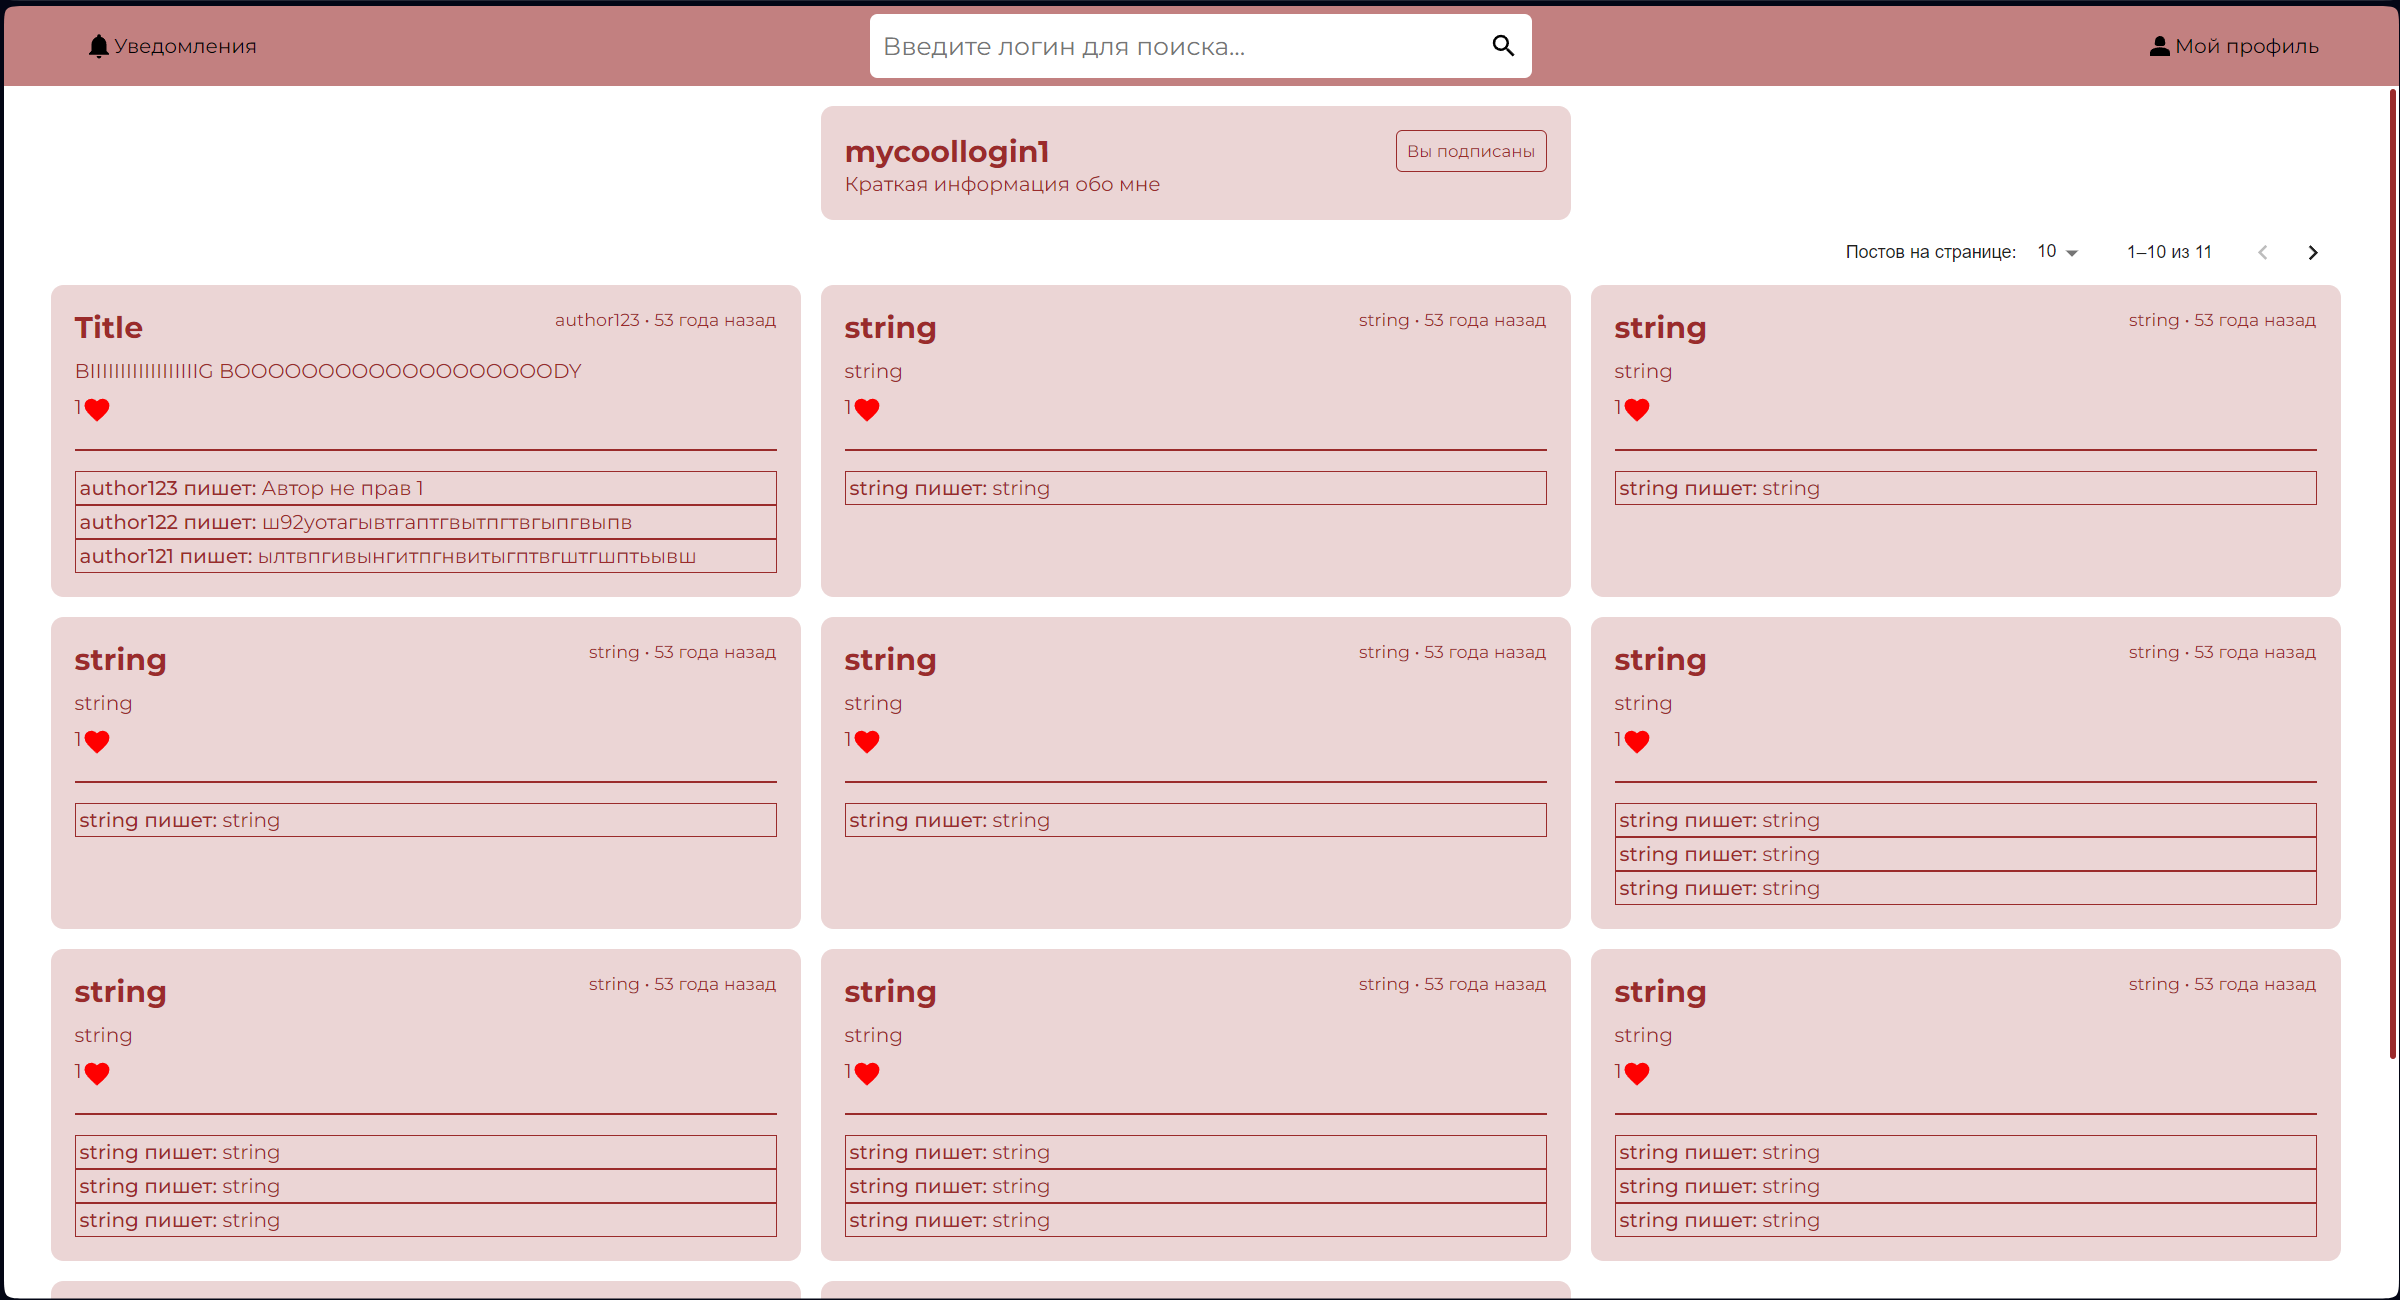 Уведомления
Введите логин для поиска...
Мой профиль
mycoollogin1
Вы подписаны
Краткая информация обо мне
Постов на странице: 10 1–10 из 11
Title
author123 • 53 года назад
BIIIIIIIIIIIIIIIIIIG BOOOOOOOOOOOOOOOOOOODY
1
author123 пишет: Автор не прав 1
author122 пишет: ш92уотагывтгаптгвытпгтвгыпгвыпв
author121 пишет: ылтвпгивынгитпгнвитыгптвгштгшптьывш
string
string • 53 года назад
string
1
string пишет: string
string
string • 53 года назад
string
1
string пишет: string
string
string • 53 года назад
string
1
string пишет: string
string
string • 53 года назад
string
1
string пишет: string
string
string • 53 года назад
string
1
string пишет: string
string пишет: string
string пишет: string
string
string • 53 года назад
string
1
string пишет: string
string пишет: string
string пишет: string
string
string • 53 года назад
string
1
string пишет: string
string пишет: string
string пишет: string
string
string • 53 года назад
string
1
string пишет: string
string пишет: string
string пишет: string